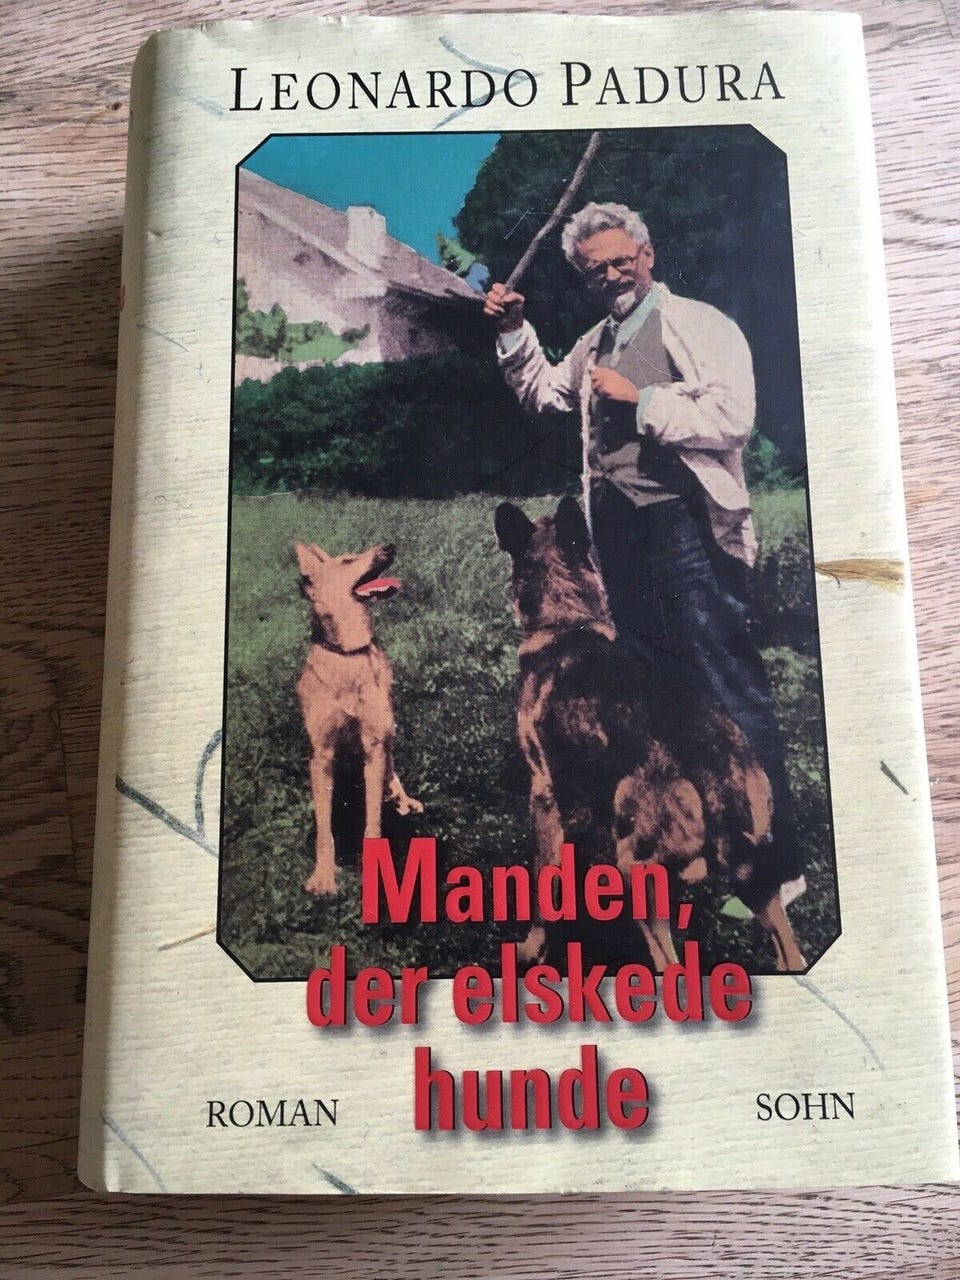 LEONARDO PADURA
Manden,
der elskede
hunde
ROMAN
SOHN